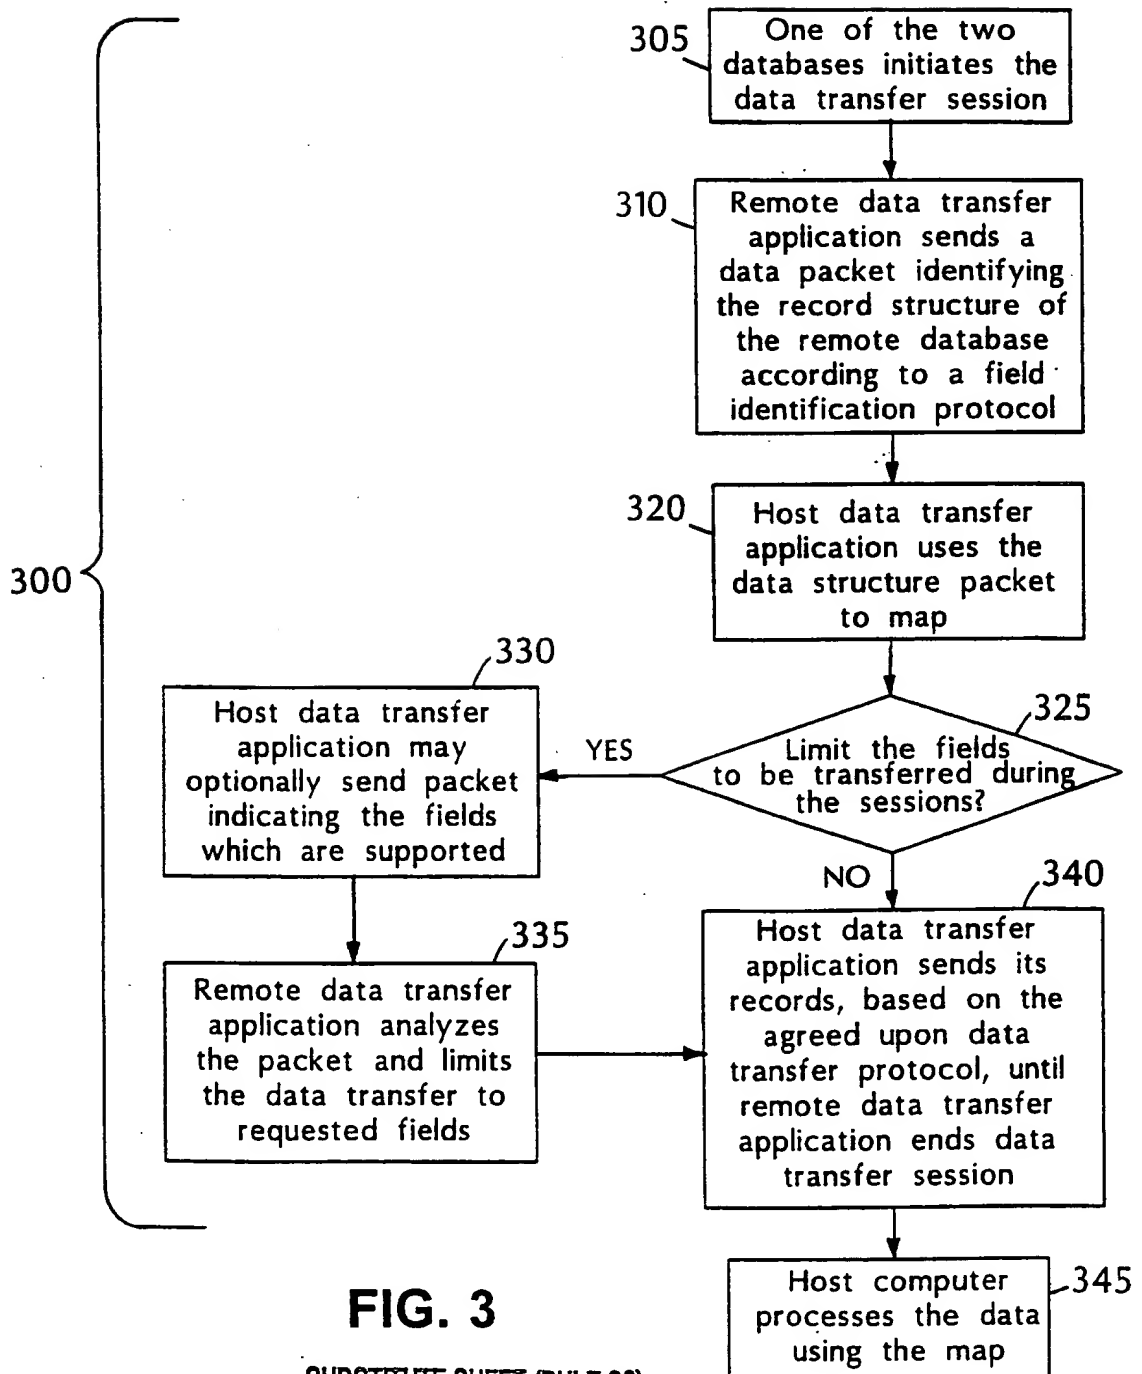 305
One of the two
databases initiates the
data transfer session
310
Remote data transfer
application sends a
data packet identifying
the record structure of
the remote database
according to a field
identification protocol
320
Host data transfer
application uses the
data structure packet
to map
300
325
Limit the fields
to be transferred during
the sessions?
YES
330
Host data transfer
application may
optionally send packet
indicating the fields
which are supported
335
Remote data transfer
application analyzes
the packet and limits
the data transfer to
requested fields
NO
340
Host data transfer
application sends its
records, based on the
agreed upon data
transfer protocol, until
remote data transfer
application ends data
transfer session
345
Host computer
processes the data
using the map
FIG. 3